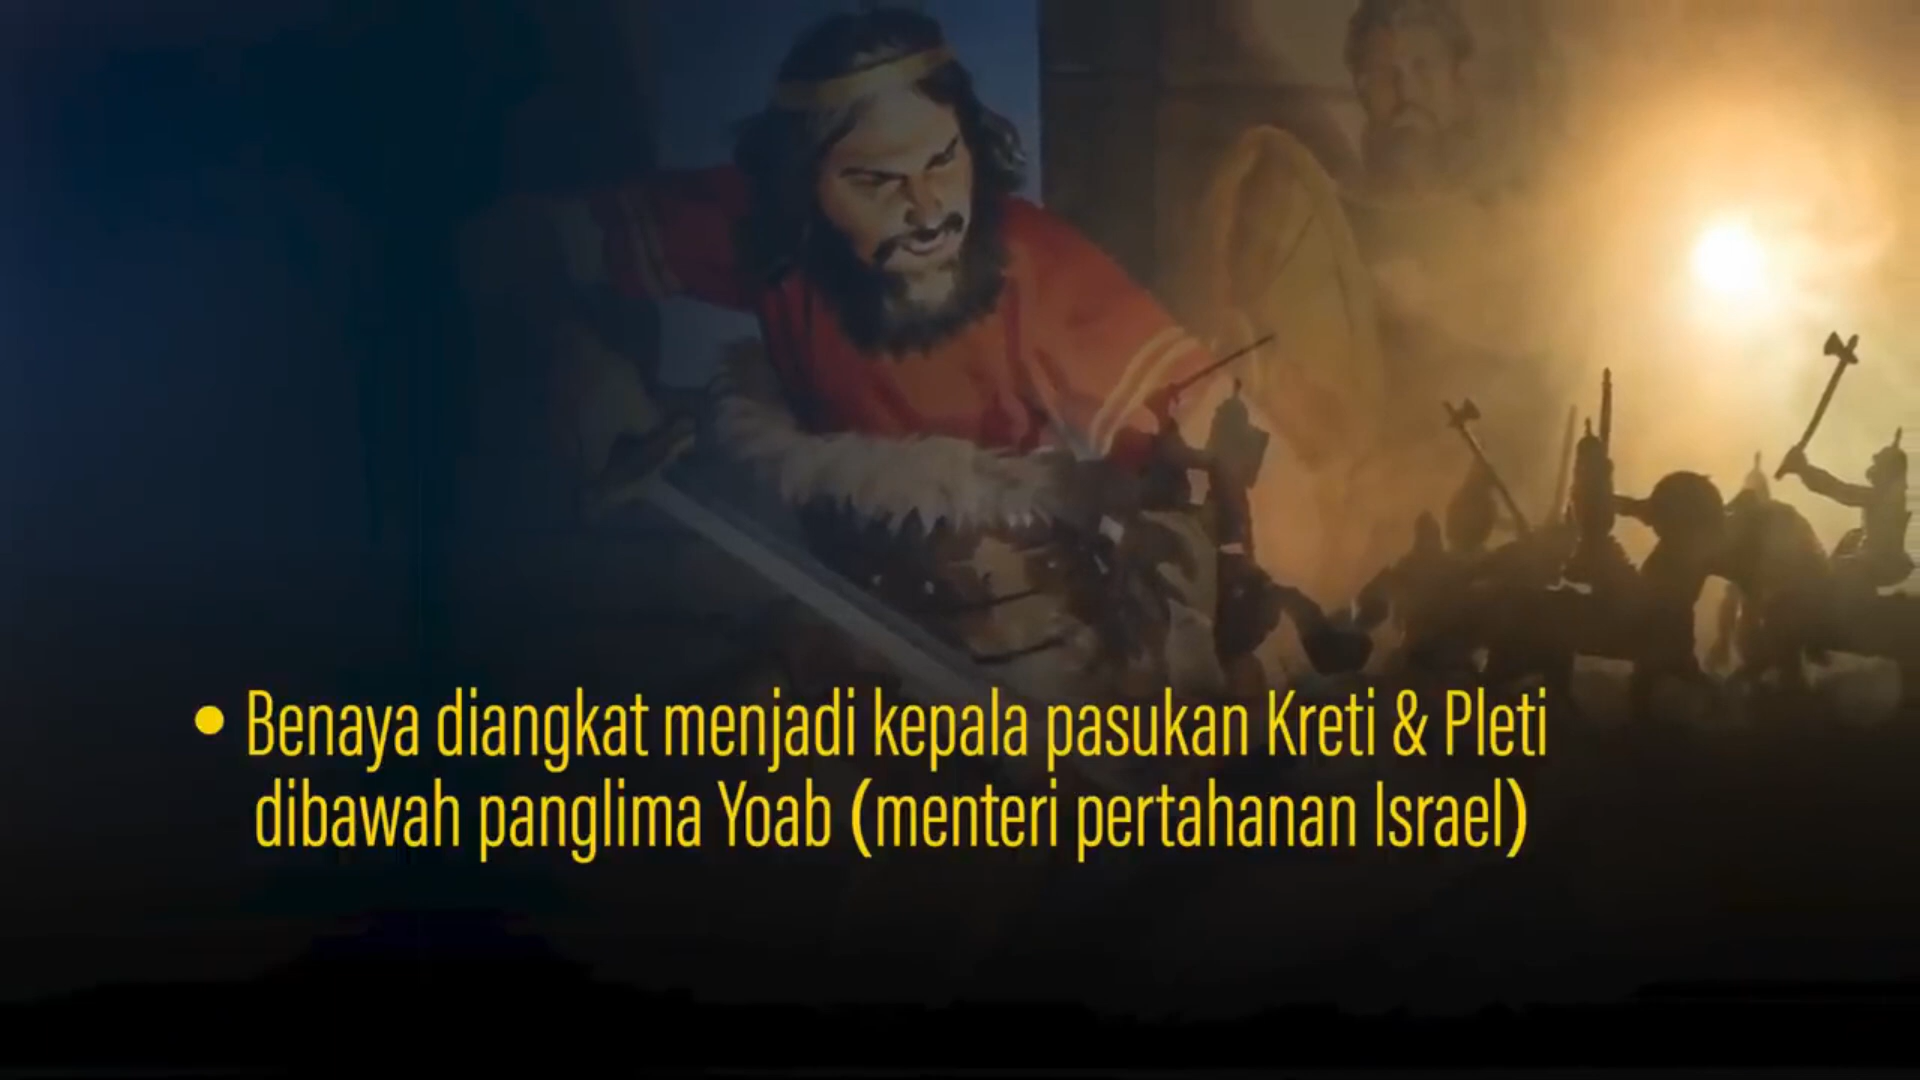 • Benaya diangkat menjadi kepala pasukan Kreti & Pleti
dibawah panglima Yoab (menteri pertahanan Israel)